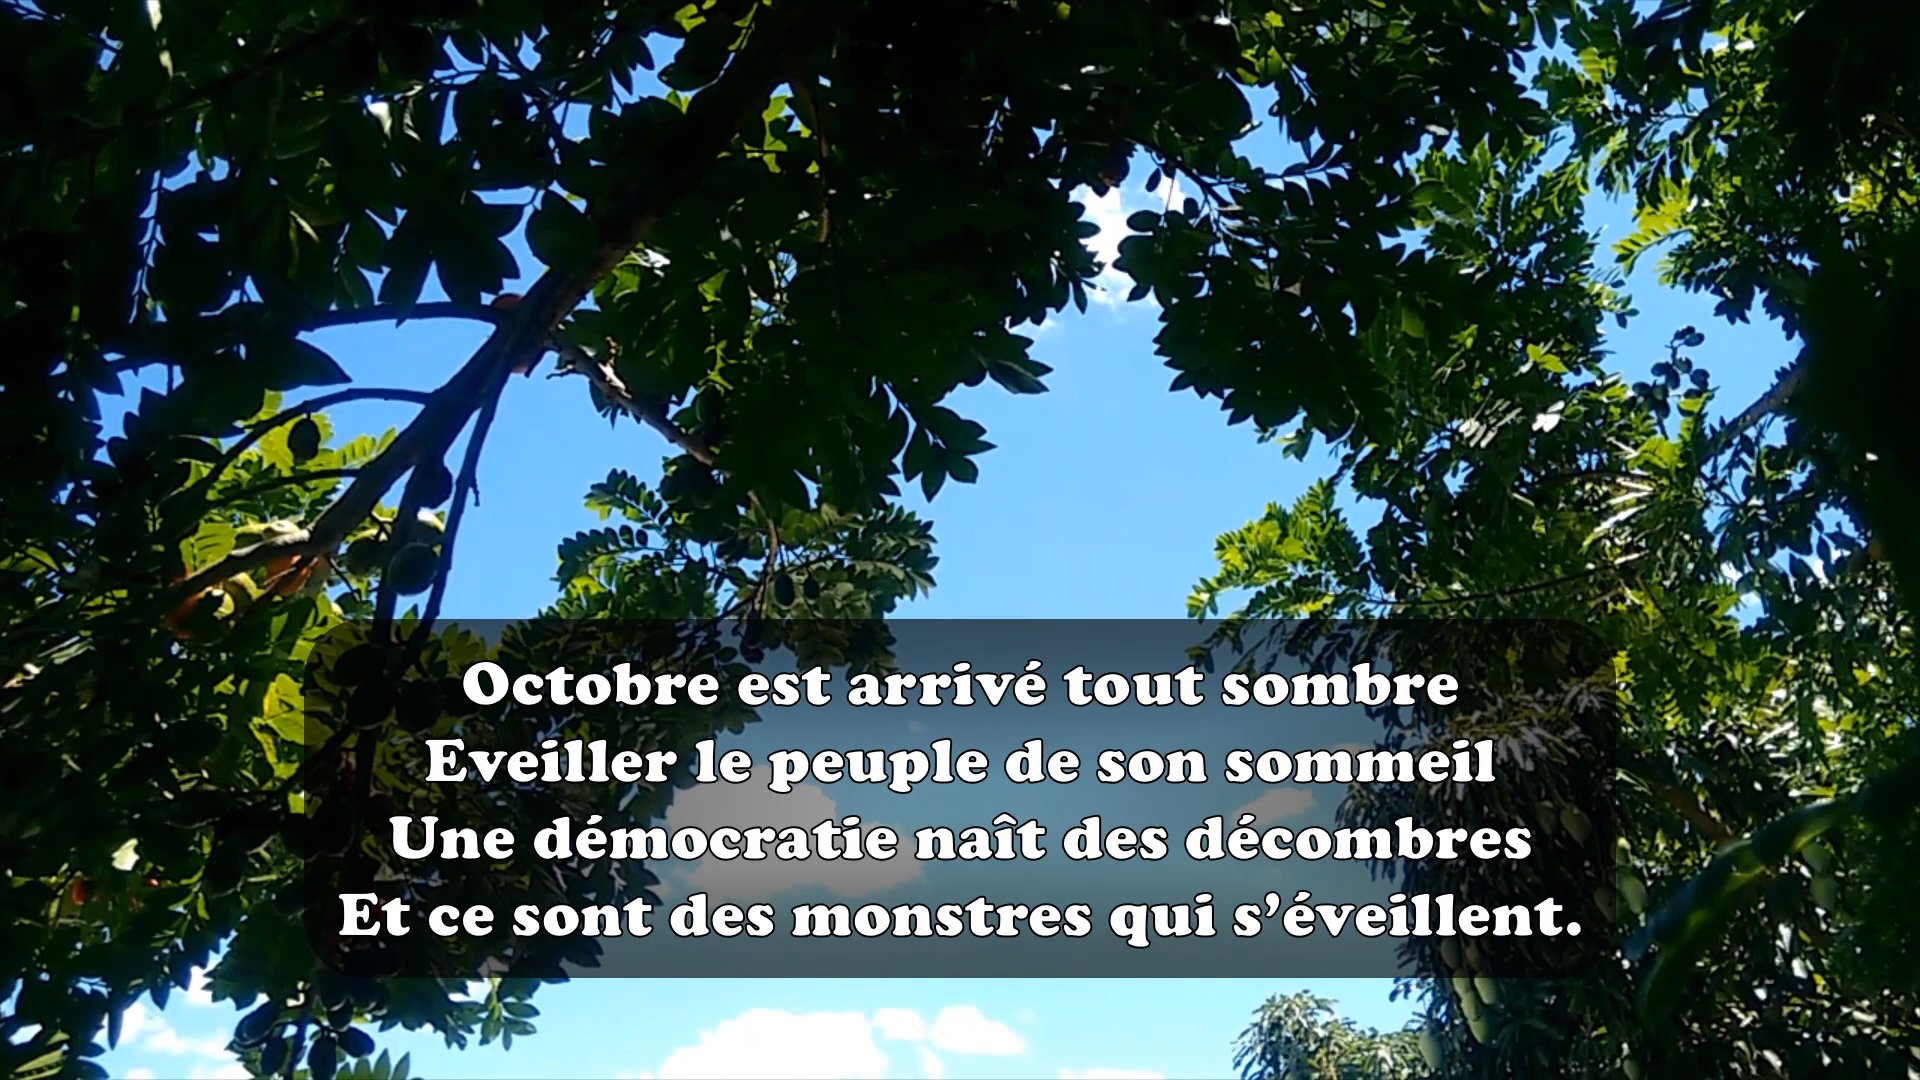 Octobre est arrivé tout sombre
Eveiller le peuple de son sommeil
Une démocratie naît des décombres
Et ce sont des monstres qui s’éveillent.